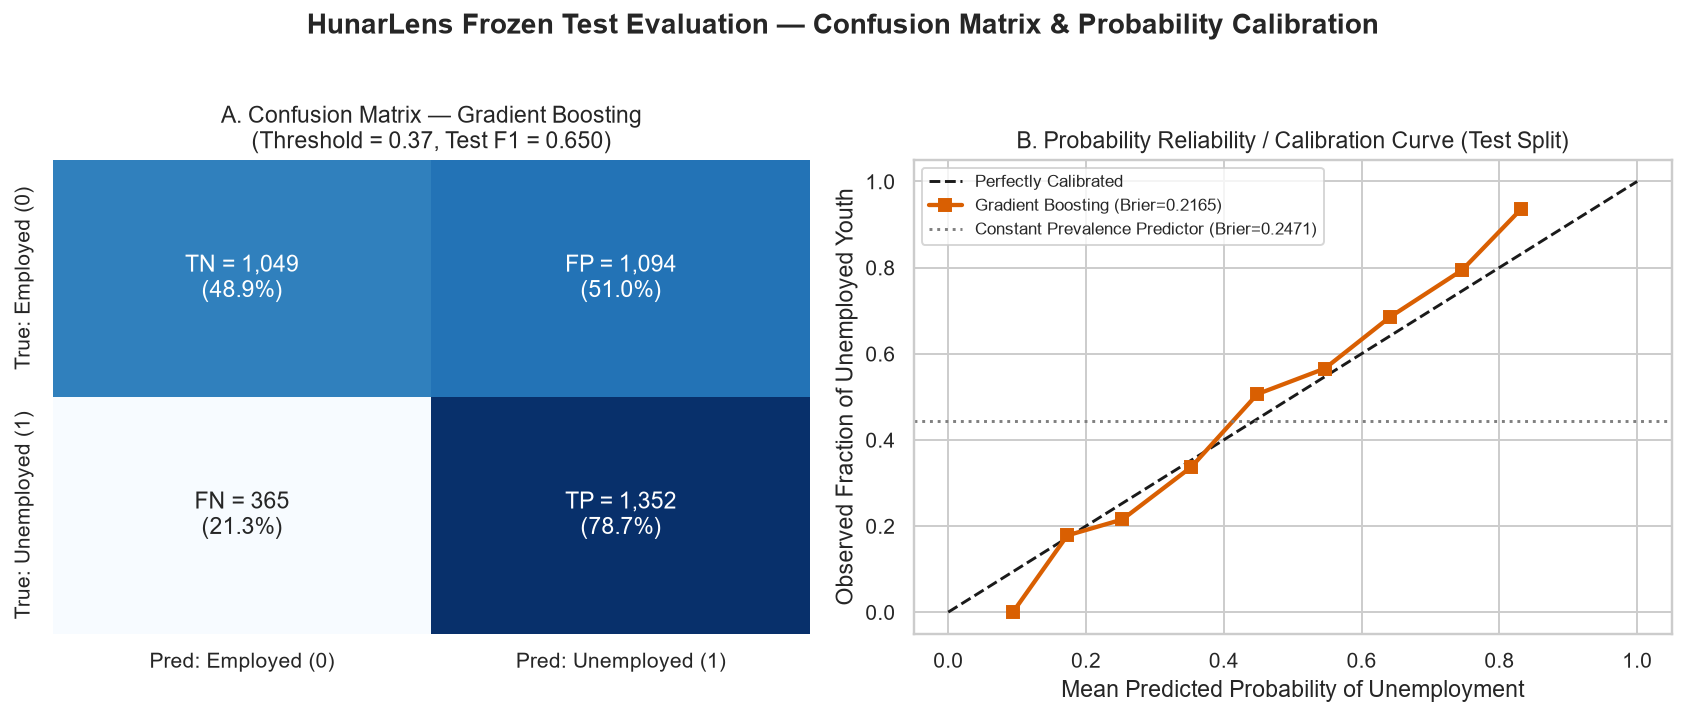 HunarLens Frozen Test Evaluation — Confusion Matrix & Probability Calibration
A. Confusion Matrix — Gradient Boosting
(Threshold = 0.37, Test F1 = 0.650)
True: Employed (0)
TN = 1,049
(48.9%)
FP = 1,094
(51.0%)
True: Unemployed (1)
FN = 365
(21.3%)
TP = 1,352
(78.7%)
Pred: Employed (0)
Pred: Unemployed (1)
B. Probability Reliability / Calibration Curve (Test Split)
Perfectly Calibrated
Gradient Boosting (Brier=0.2165)
Constant Prevalence Predictor (Brier=0.2471)
Observed Fraction of Unemployed Youth
1.0
0.8
0.6
0.4
0.2
0.0
0.0 0.2 0.4 0.6 0.8 1.0
Mean Predicted Probability of Unemployment